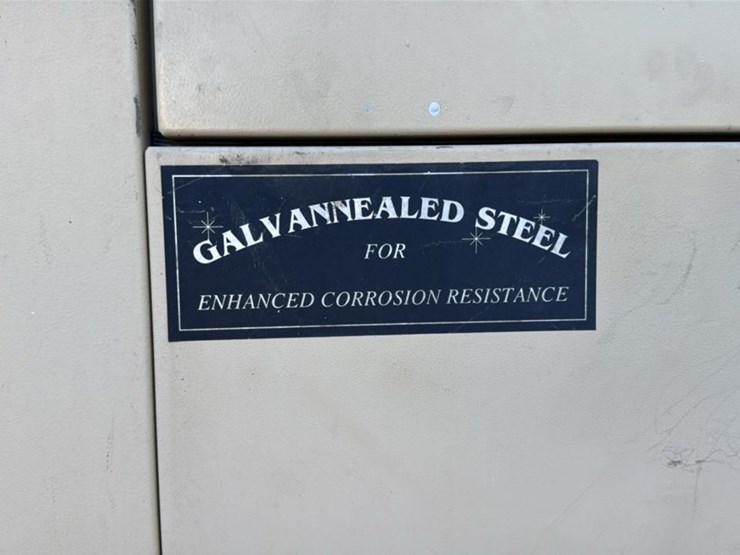 GALVANNEALED STEEL
FOR
ENHANCED CORROSION RESISTANCE